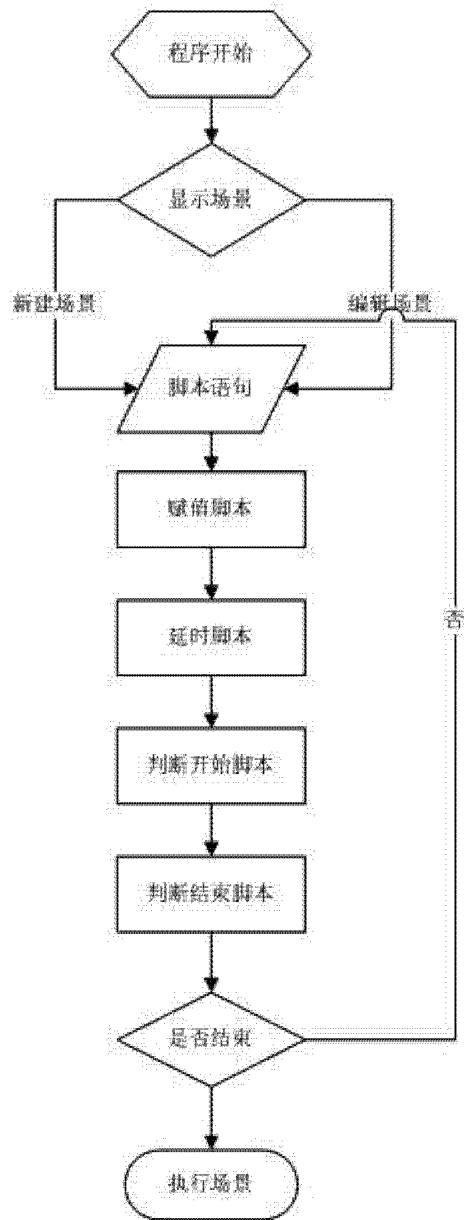 程序开始
显示场景
新建场景
编辑场景
脚本语句
赋值脚本
延时脚本
判断开始脚本
判断结束脚本
否
是否结束
执行场景